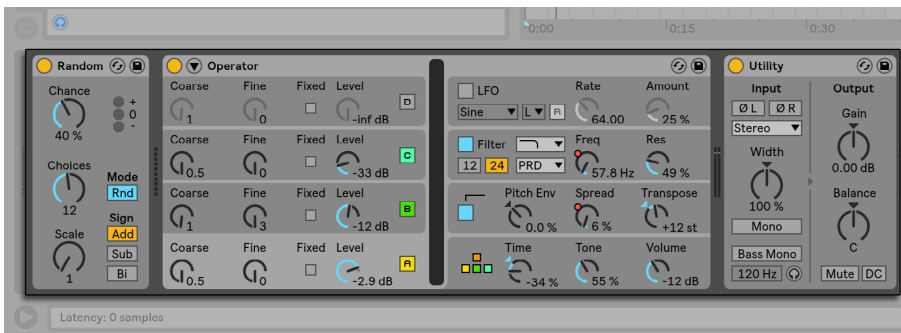 0:00 0:15 0:30
Random
Chance
40 %
+
0
-
Choices
12
Mode
Rnd
Scale
1
Sign
Add
Sub
Bi
Operator
Coarse Fine Fixed Level
1 0 -inf dB D
Coarse Fine Fixed Level
0.5 0 -33 dB C
Coarse Fine Fixed Level
1 3 -12 dB B
Coarse Fine Fixed Level
0.5 0 -2.9 dB A
LFO Rate Amount
Sine L R 64.00 25 %
Filter Freq Res
12 24 PRD 57.8 Hz 49 %
Pitch Env Spread Transpose
0.0 % 6 % +12 st
Time Tone Volume
-34 % 55 % -12 dB
Utility
Input
Ø L Ø R
Stereo
Width
100 %
Mono
Bass Mono
120 Hz
Output
Gain
0.00 dB
Balance
C
Mute DC
Latency: 0 samples